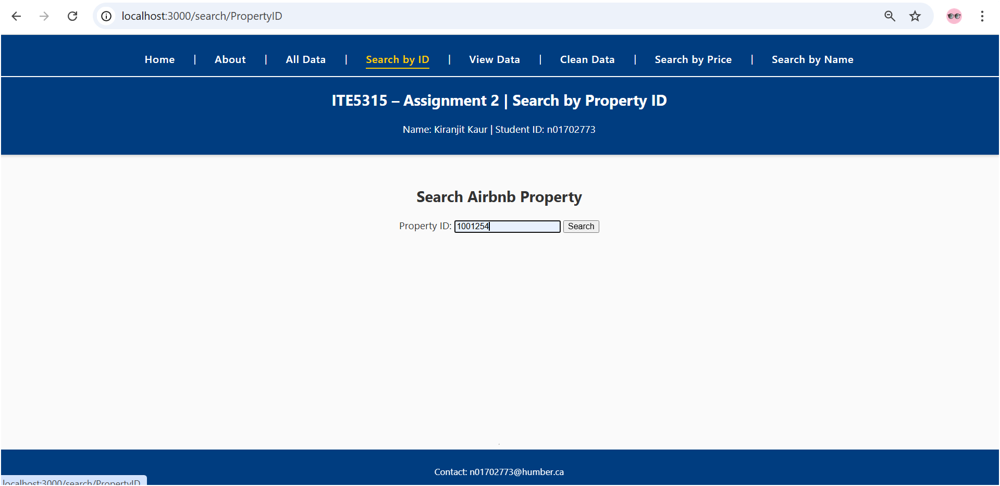 localhost:3000/search/PropertyID
Home | About | All Data | Search by ID | View Data | Clean Data | Search by Price | Search by Name
ITE5315 – Assignment 2 | Search by Property ID
Name: Kiranjit Kaur | Student ID: n01702773
Search Airbnb Property
Property ID: 1001254 Search
Contact: n01702773@humber.ca
localhost:3000/search/PropertyID